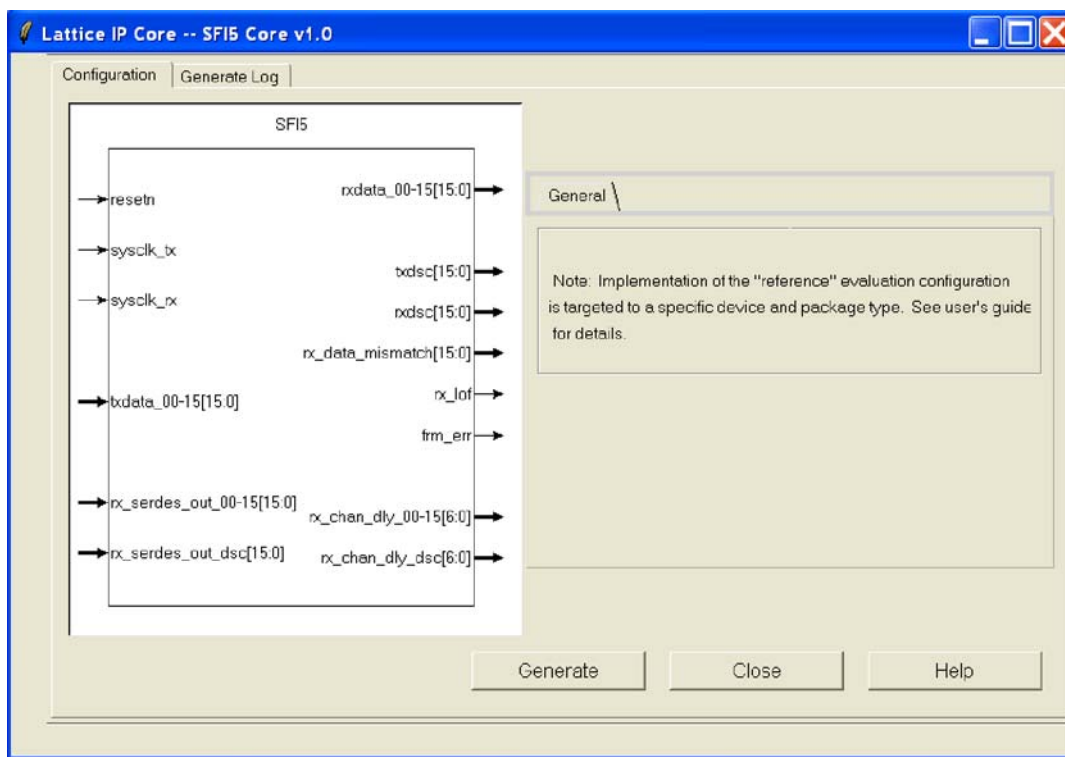 Lattice IP Core -- SFI5 Core v1.0
Configuration
Generate Log
SFI5
resetn
sysclk_tx
sysclk_rx
txdata_00-15[15:0]
rx_serdes_out_00-15[15:0]
rx_serdes_out_dsc[15:0]
rxdata_00-15[15:0]
txdsc[15:0]
rxdsc[15:0]
rx_data_mismatch[15:0]
rx_lof
frm_err
rx_chan_dly_00-15[6:0]
rx_chan_dly_dsc[6:0]
General
Note: Implementation of the "reference" evaluation configuration
is targeted to a specific device and package type. See user's guide
for details.
Generate
Close
Help